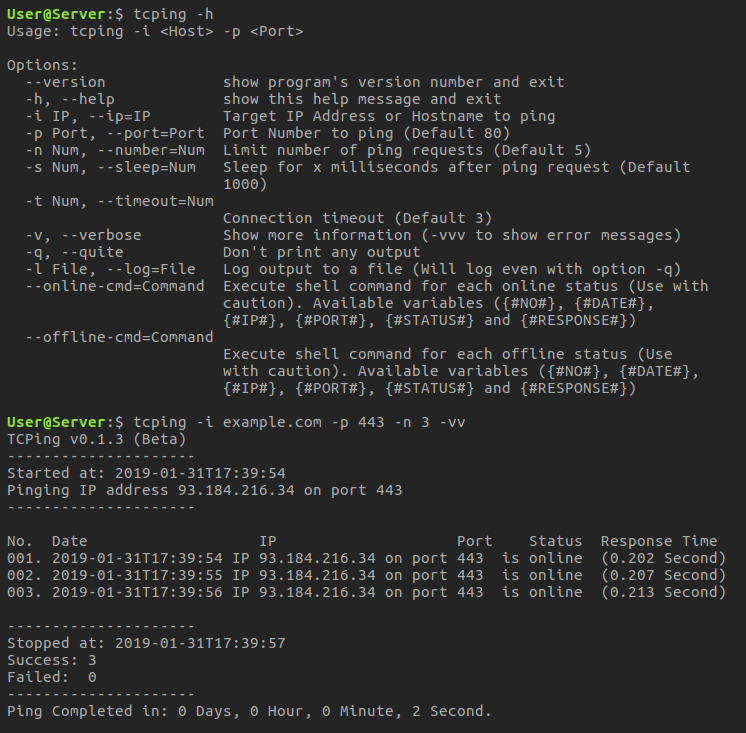 User@Server:$ tcping -h
Usage: tcping -i <Host> -p <Port>
Options:
--version show program's version number and exit
-h, --help show this help message and exit
-i IP, --ip=IP Target IP Address or Hostname to ping
-p Port, --port=Port Port Number to ping (Default 80)
-n Num, --number=Num Limit number of ping requests (Default 5)
-s Num, --sleep=Num Sleep for x milliseconds after ping request (Default
1000)
-t Num, --timeout=Num
Connection timeout (Default 3)
-v, --verbose Show more information (-vvv to show error messages)
-q, --quite Don't print any output
-l File, --log=File Log output to a file (Will log even with option -q)
--online-cmd=Command Execute shell command for each online status (Use with
caution). Available variables ({#NO#}, {#DATE#},
{#IP#}, {#PORT#}, {#STATUS#} and {#RESPONSE#})
--offline-cmd=Command
Execute shell command for each offline status (Use
with caution). Available variables ({#NO#}, {#DATE#},
{#IP#}, {#PORT#}, {#STATUS#} and {#RESPONSE#})
User@Server:$ tcping -i example.com -p 443 -n 3 -vv
TCPing v0.1.3 (Beta)
---------------------
Started at: 2019-01-31T17:39:54
Pinging IP address 93.184.216.34 on port 443
---------------------
No. Date IP Port Status Response Time
001. 2019-01-31T17:39:54 IP 93.184.216.34 on port 443 is online (0.202 Second)
002. 2019-01-31T17:39:55 IP 93.184.216.34 on port 443 is online (0.207 Second)
003. 2019-01-31T17:39:56 IP 93.184.216.34 on port 443 is online (0.213 Second)
---------------------
Stopped at: 2019-01-31T17:39:57
Success: 3
Failed: 0
---------------------
Ping Completed in: 0 Days, 0 Hour, 0 Minute, 2 Second.